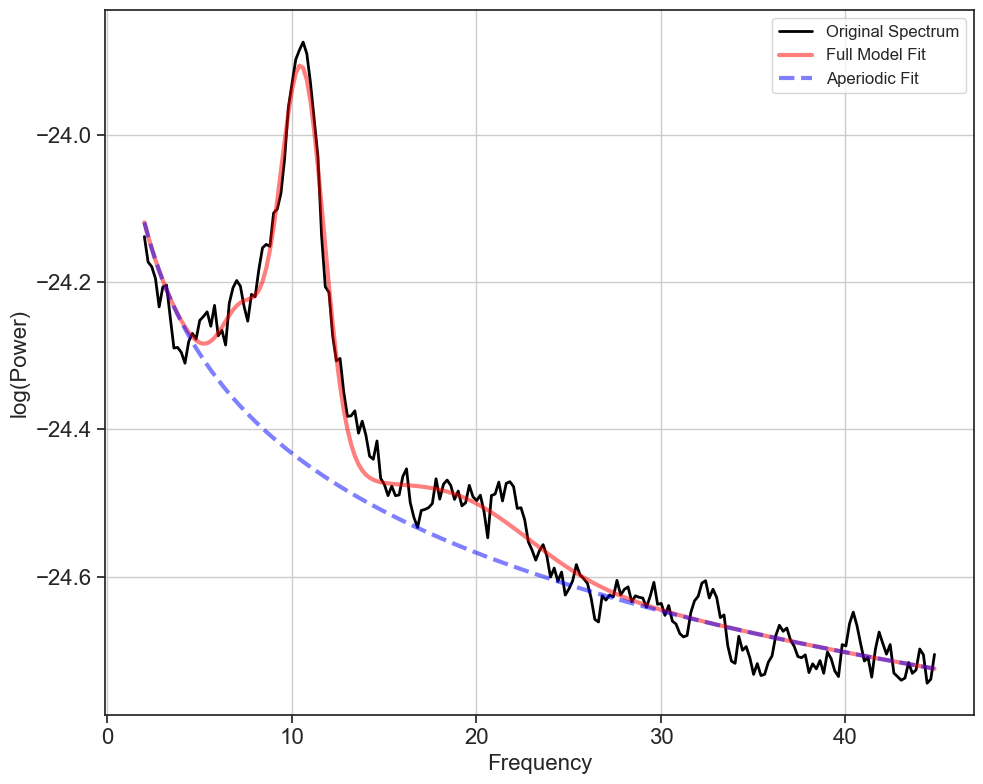 Original Spectrum
Full Model Fit
Aperiodic Fit
−24.0
−24.2
−24.4
−24.6
log(Power)
0 10 20 30 40
Frequency